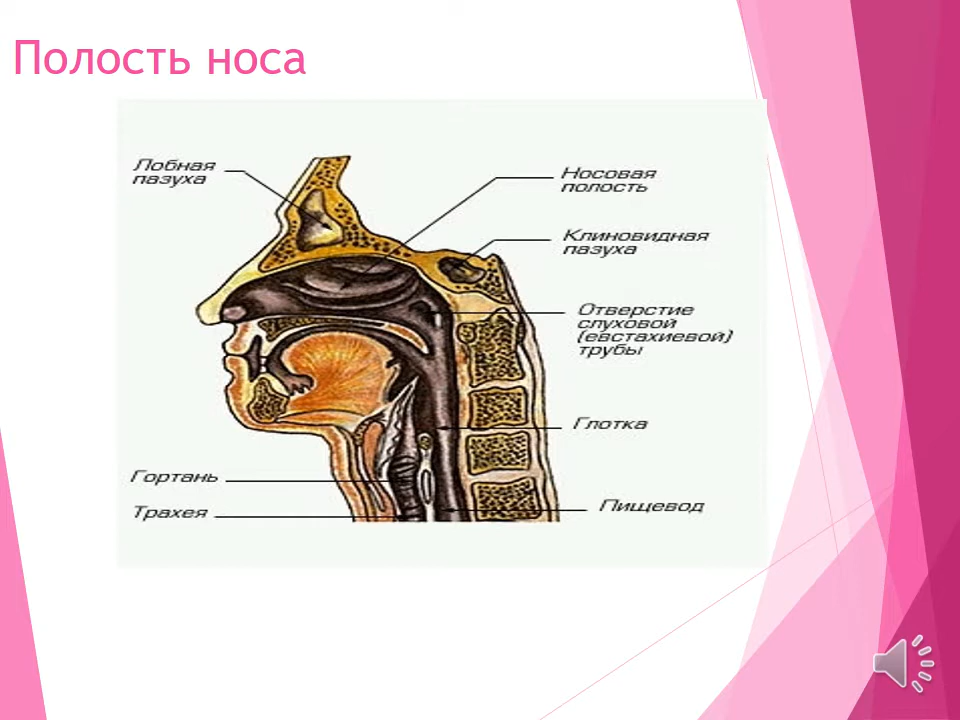 Полость носа
Лобная
пазуха
Носовая
полость
Клиновидная
пазуха
Отверстие
слуховой
(евстахиевой)
трубы
Глотка
Гортань
Трахея
Пищевод